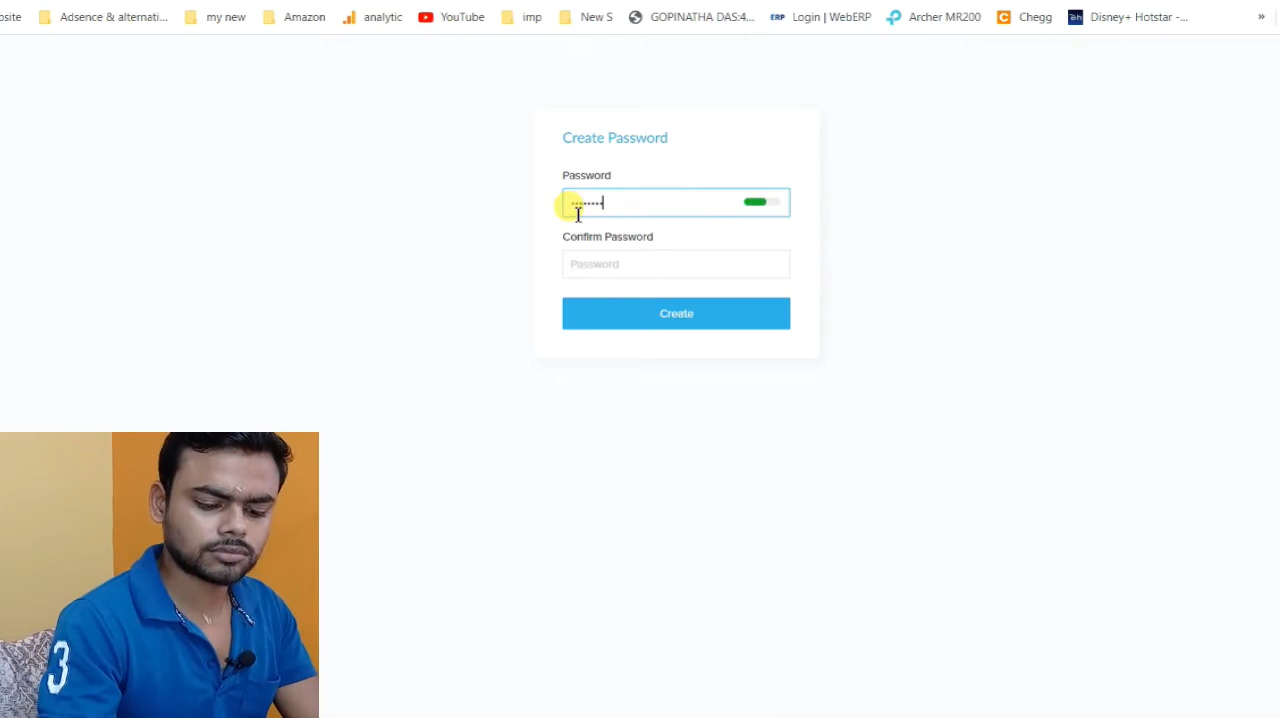 osite Adsence & alternati... my new Amazon analytic YouTube imp New S GOPINATHA DAS:4... ERP Login | WebERP Archer MR200 C Chegg Disney+ Hotstar -... »
Create Password
Password
Confirm Password
Password
Create
3